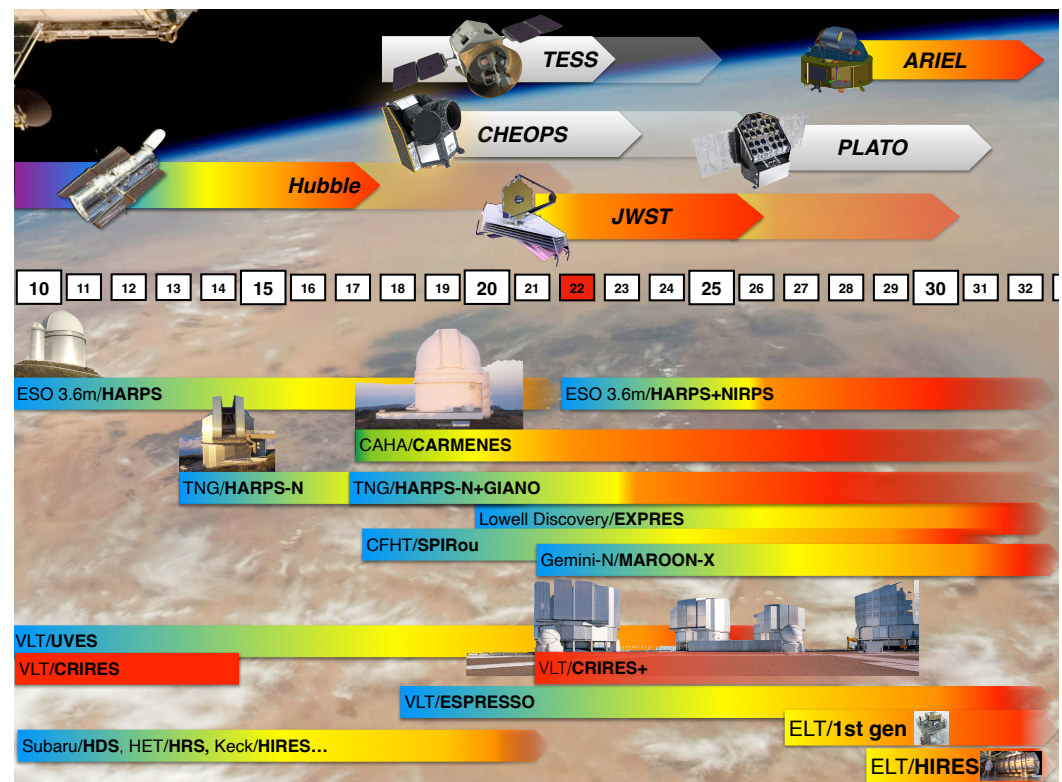 TESS
ARIEL
CHEOPS
PLATO
Hubble
JWST
10 11 12 13 14 15 16 17 18 19 20 21 22 23 24 25 26 27 28 29 30 31 32
ESO 3.6m/HARPS
ESO 3.6m/HARPS+NIRPS
CAHA/CARMENES
TNG/HARPS-N
TNG/HARPS-N+GIANO
Lowell Discovery/EXPRES
CFHT/SPIRou
Gemini-N/MAROON-X
VLT/UVES
VLT/CRIRES
VLT/CRIRES+
VLT/ESPRESSO
ELT/1st gen
Subaru/HDS, HET/HRS, Keck/HIRES...
ELT/HIRES